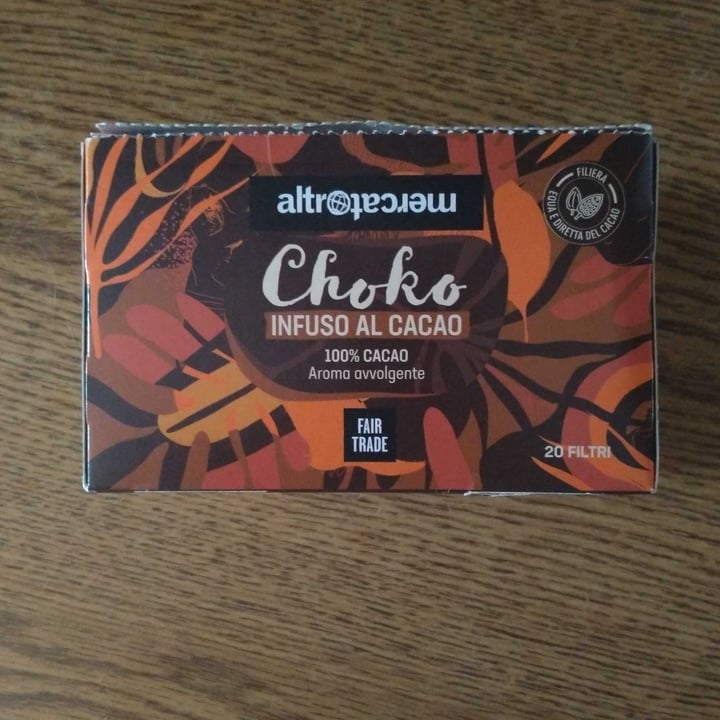 altromercato
FILIERA
EQUA E DIRETTA DEL CACAO
Choko
INFUSO AL CACAO
100% CACAO
Aroma avvolgente
FAIR
TRADE
20 FILTRI